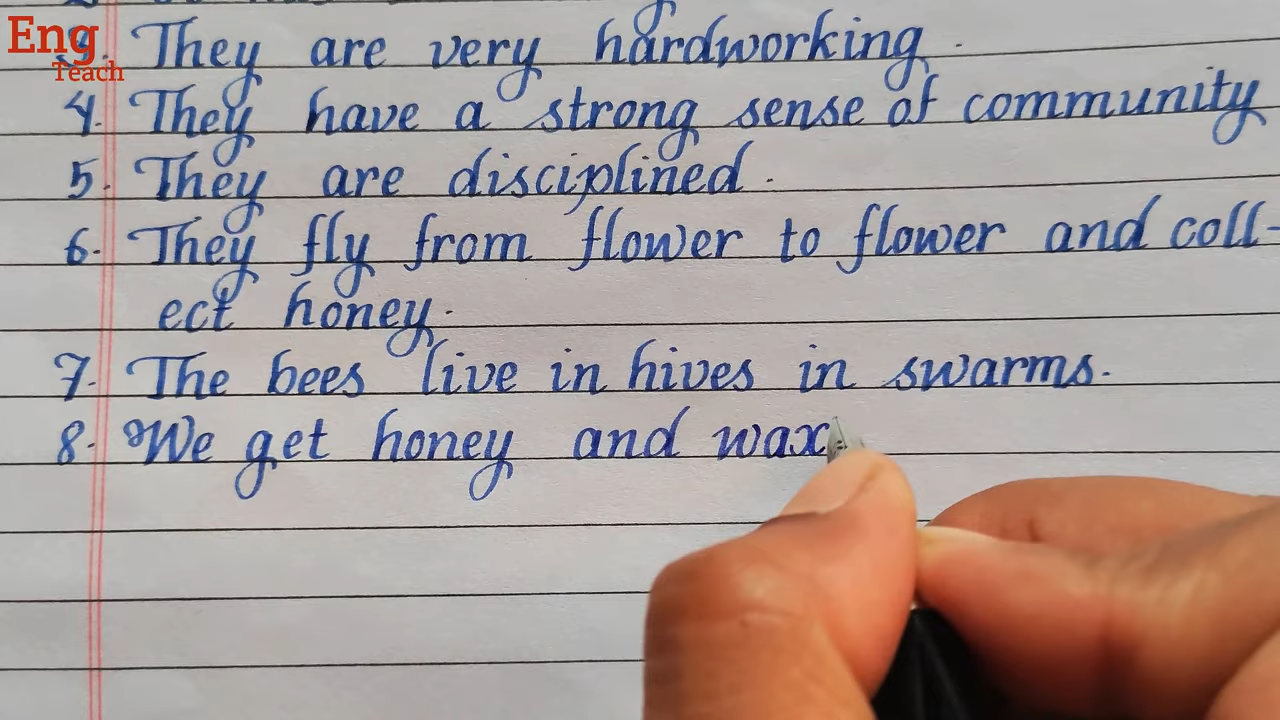 Eng
Teach
3. They are very hardworking.
4. They have a strong sense of community
5. They are disciplined.
6. They fly from flower to flower and coll-
ect honey.
7. The bees live in hives in swarms.
8. We get honey and wax